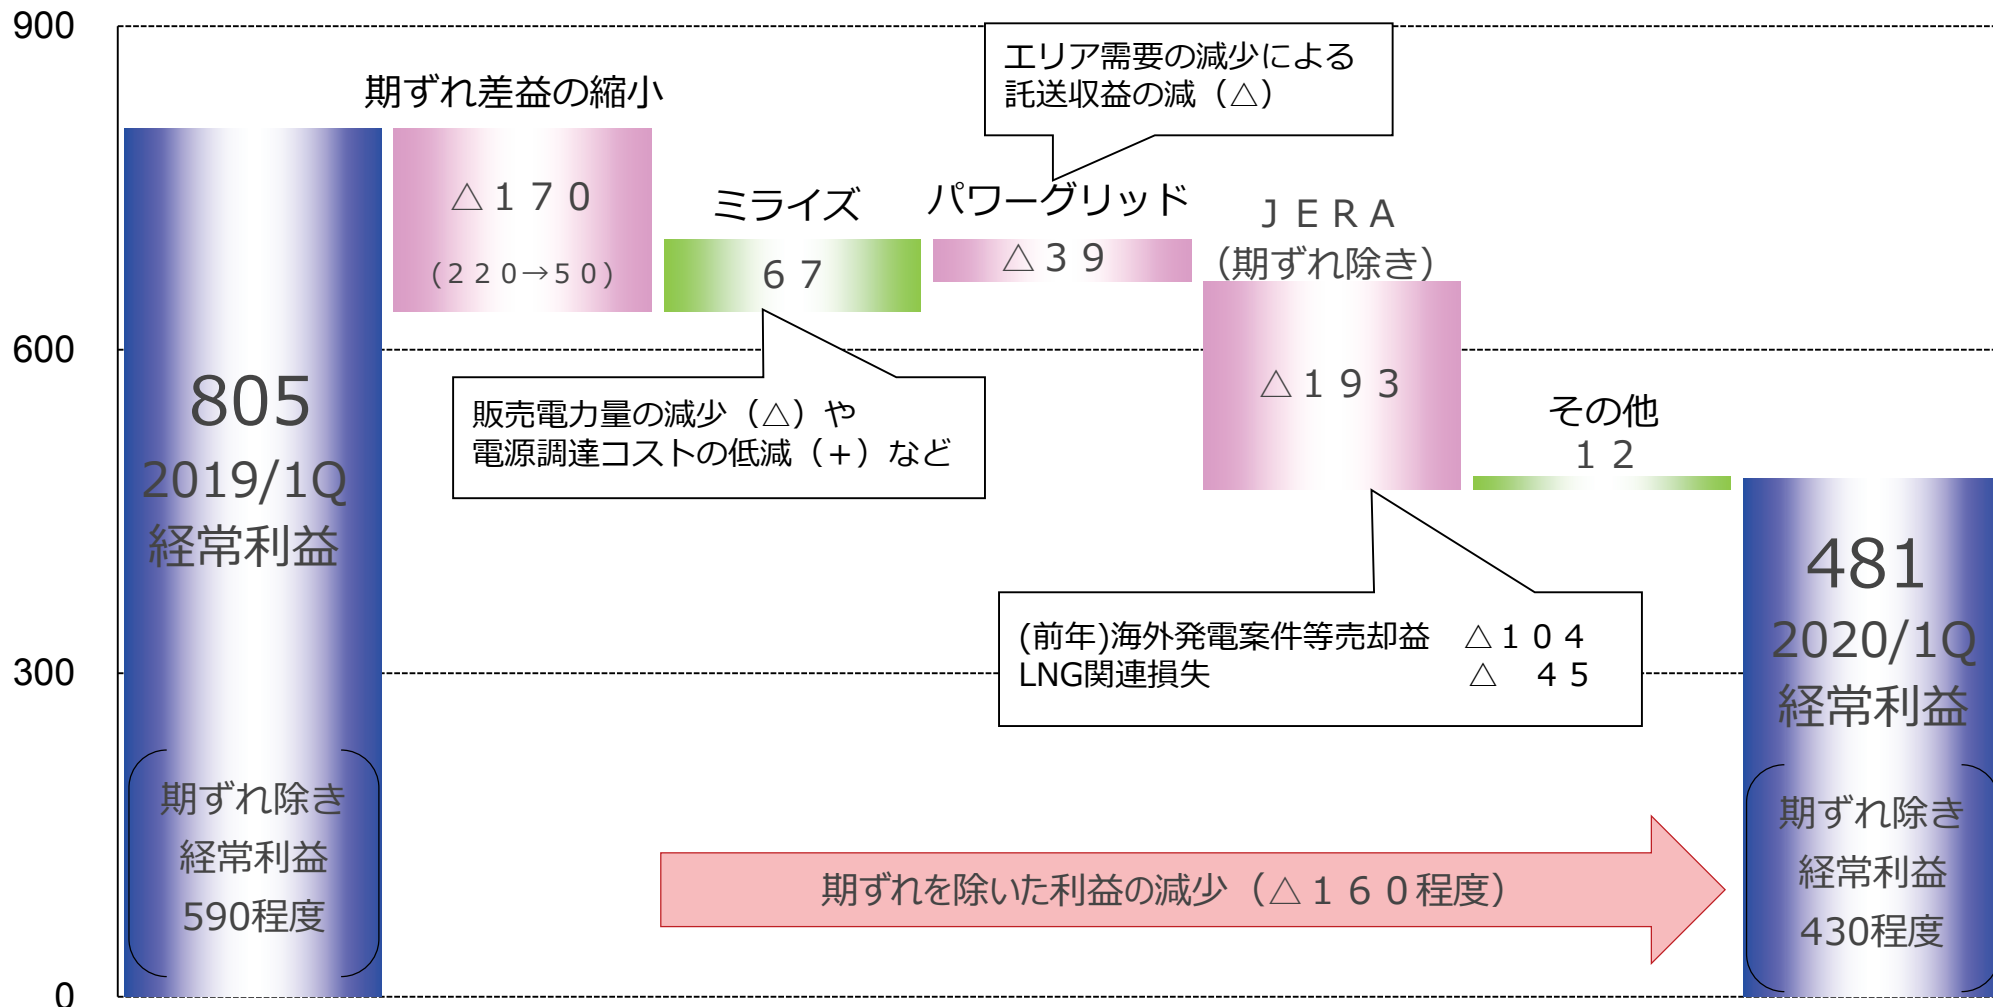 900
600
300
0
805
2019/1Q
経常利益
期ずれ除き
経常利益
590程度
期ずれ差益の縮小
△１７０
(２２０→５０)
ミライズ
６７
販売電力量の減少（△）や
電源調達コストの低減（+）など
エリア需要の減少による
託送収益の減（△）
パワーグリッド
△３９
ＪＥＲＡ
(期ずれ除き)
△１９３
(前年)海外発電案件等売却益　△１０４
LNG関連損失　△　４５
その他
１２
期ずれを除いた利益の減少（△１６０程度）
481
2020/1Q
経常利益
期ずれ除き
経常利益
430程度